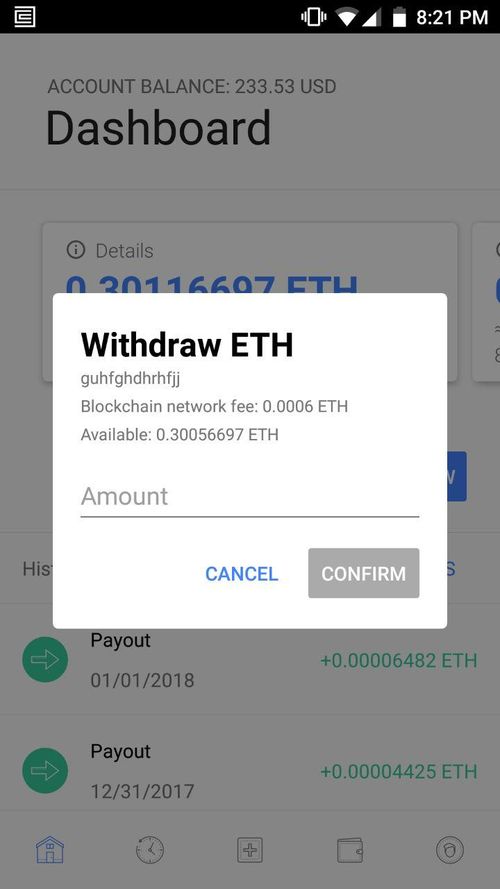 8:21 PM
ACCOUNT BALANCE: 233.53 USD
Dashboard
Details
0.30116697 ETH
Withdraw ETH
guhfghdhrhfjj
Blockchain network fee: 0.0006 ETH
Available: 0.30056697 ETH
Amount
CANCEL
CONFIRM
Payout
+0.00006482 ETH
01/01/2018
Payout
+0.00004425 ETH
12/31/2017